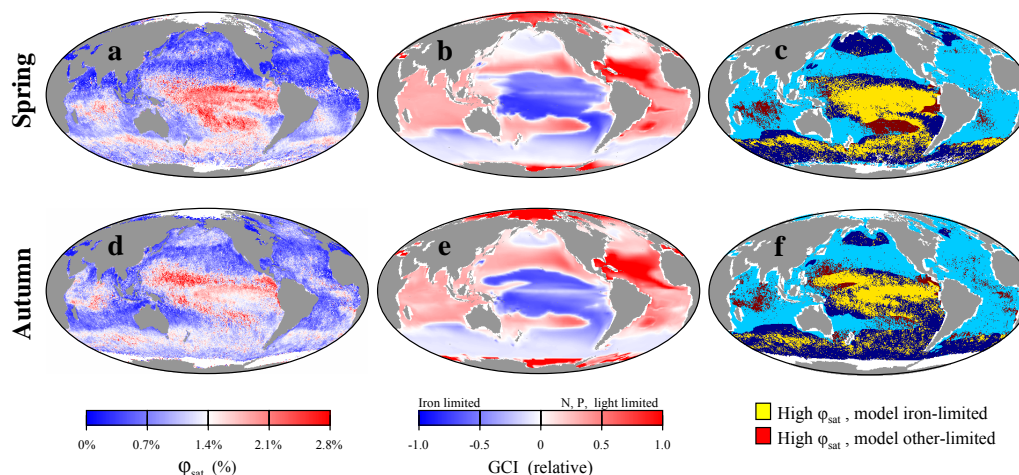 Spring
a
b
c
Autumn
d
e
f
Iron limited
N, P, light limited
0% 0.7% 1.4% 2.1% 2.8%
φsat (%)
-1.0 -0.5 0 0.5 1.0
GCI (relative)
High φsat , model iron-limited
High φsat , model other-limited